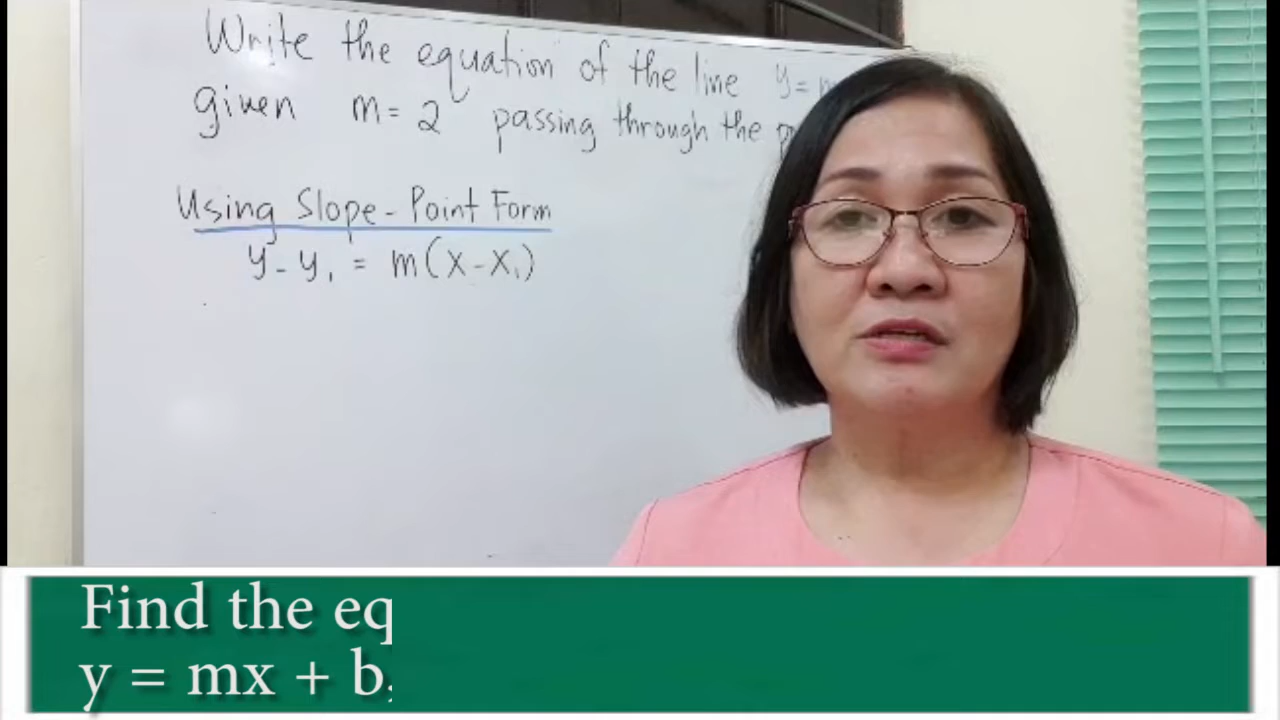 Write the equation of the line y =
given m = 2 passing through the
Using Slope - Point Form
y - y₁ = m(x - x₁)
Find the eq
y = mx + b,